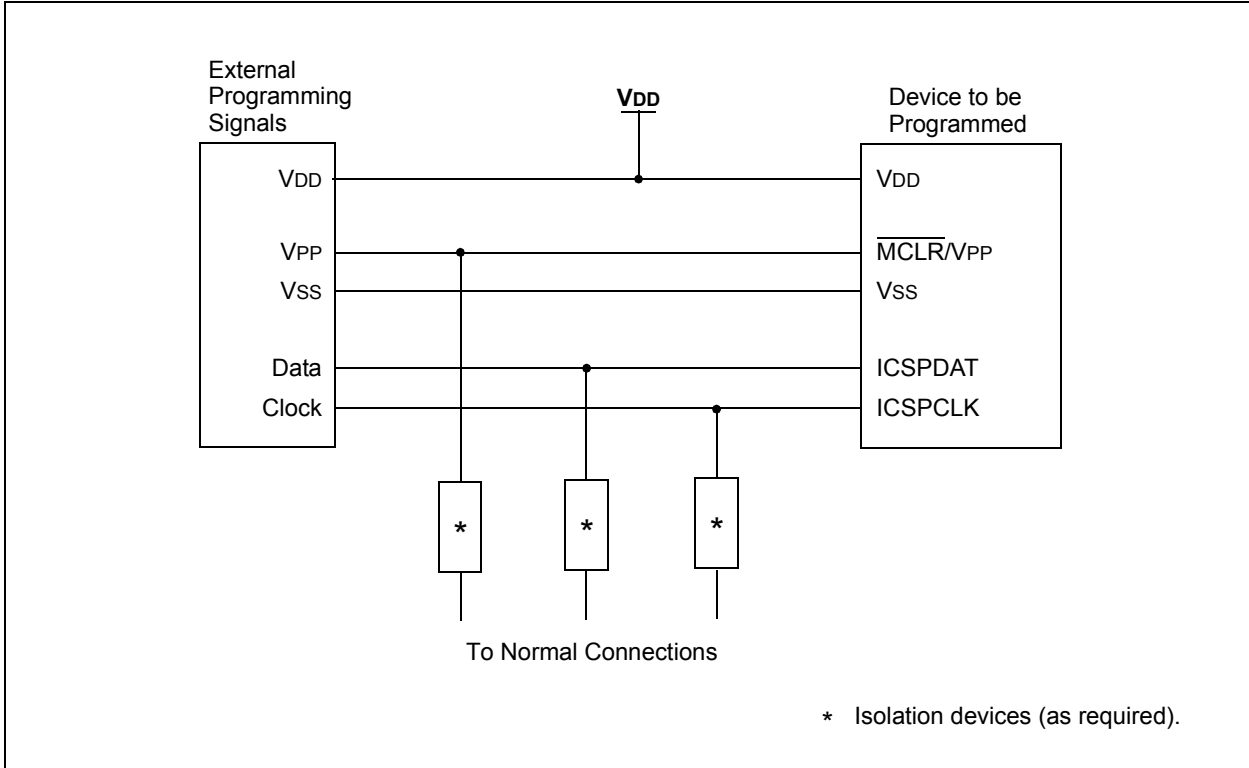 External
Programming
Signals
VDD
Device to be
Programmed
VDD
VDD
VPP
MCLR/VPP
VSS
VSS
Data
ICSPDAT
Clock
ICSPCLK
*
*
*
To Normal Connections
* Isolation devices (as required).